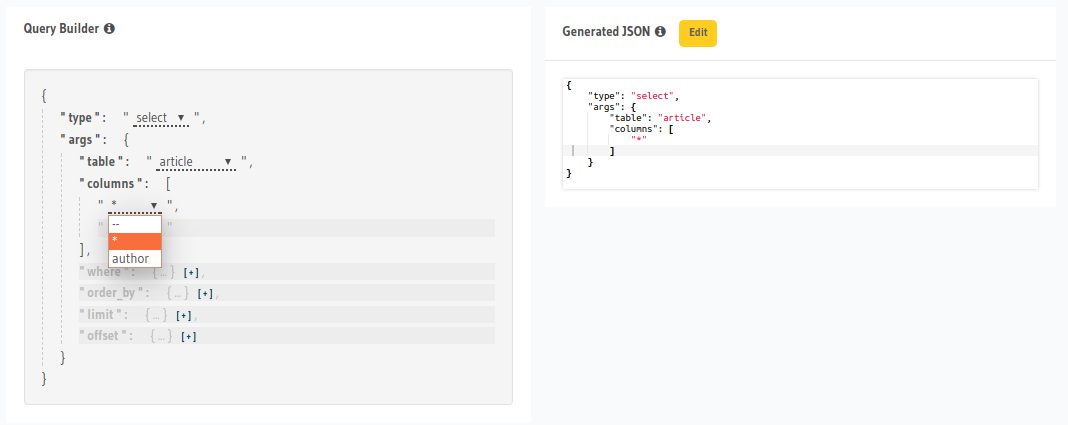 Query Builder
{
"type": "select ▼",
"args": {
"table": "article ▼",
"columns": [
"* ▼",
" "
--
*
author
],
"where": {...} [+],
"order_by": {...} [+],
"limit": {...} [+],
"offset": {...} [+]
}
}
Generated JSON
Edit
{
"type": "select",
"args": {
"table": "article",
"columns": [
"*"
]
}
}